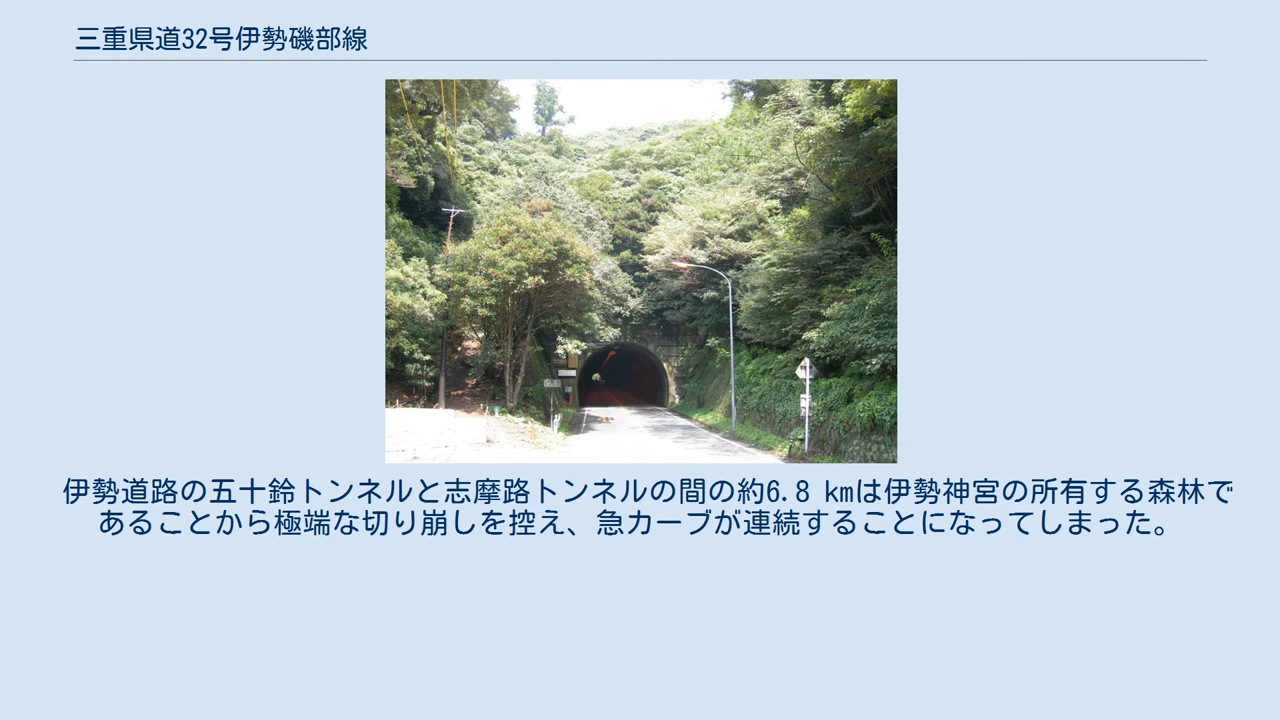 三重県道32号伊勢磯部線
伊勢道路の五十鈴トンネルと志摩路トンネルの間の約6.8 kmは伊勢神宮の所有する森林で
あることから極端な切り崩しを控え、急カーブが連続することになってしまった。